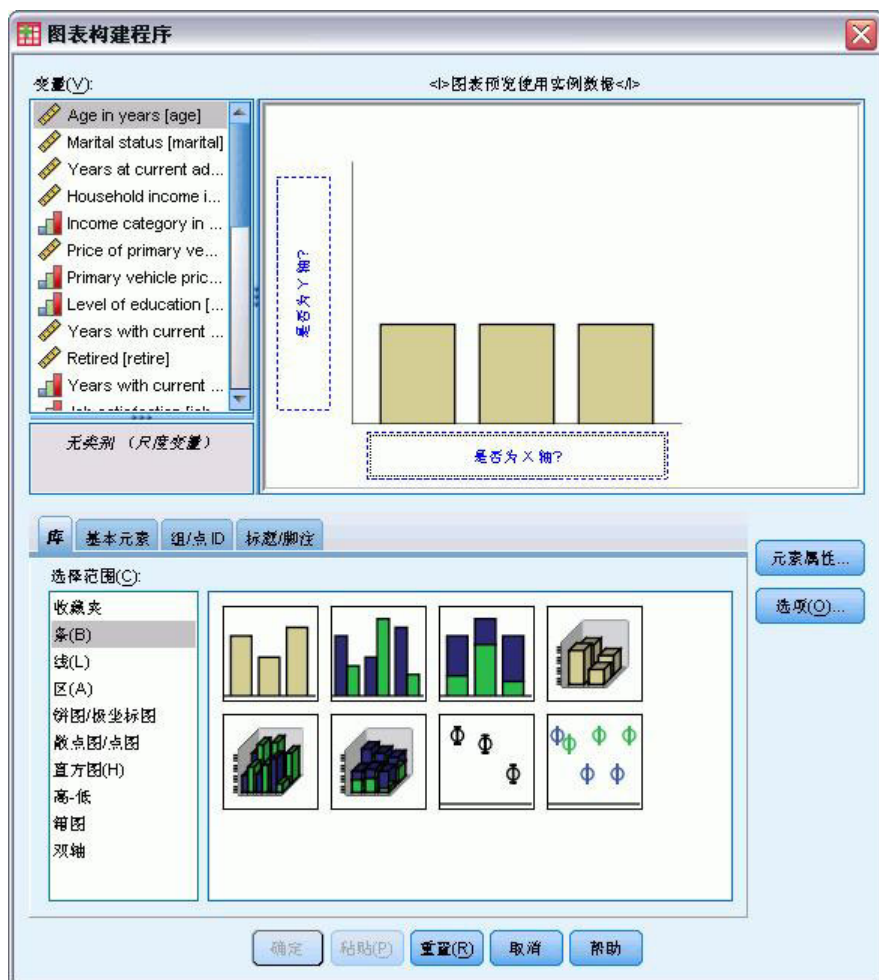 图表构建程序
变量(V):
<I>图表预览使用实例数据</I>
Age in years [age]
Marital status [marital]
Years at current ad...
Household income i...
Income category in ...
Price of primary ve...
Primary vehicle pric...
Level of education [...
Years with current ...
Retired [retire]
Years with current ...
无类别（尺度变量）
是否为 Y 轴?
是否为 X 轴?
库
基本元素
组/点 ID
标题/脚注
选择范围(C):
收藏夹
条(B)
线(L)
区(A)
饼图/极坐标图
散点图/点图
直方图(H)
高-低
箱图
双轴
元素属性...
选项(O)...
确定
粘贴(P)
重置(R)
取消
帮助